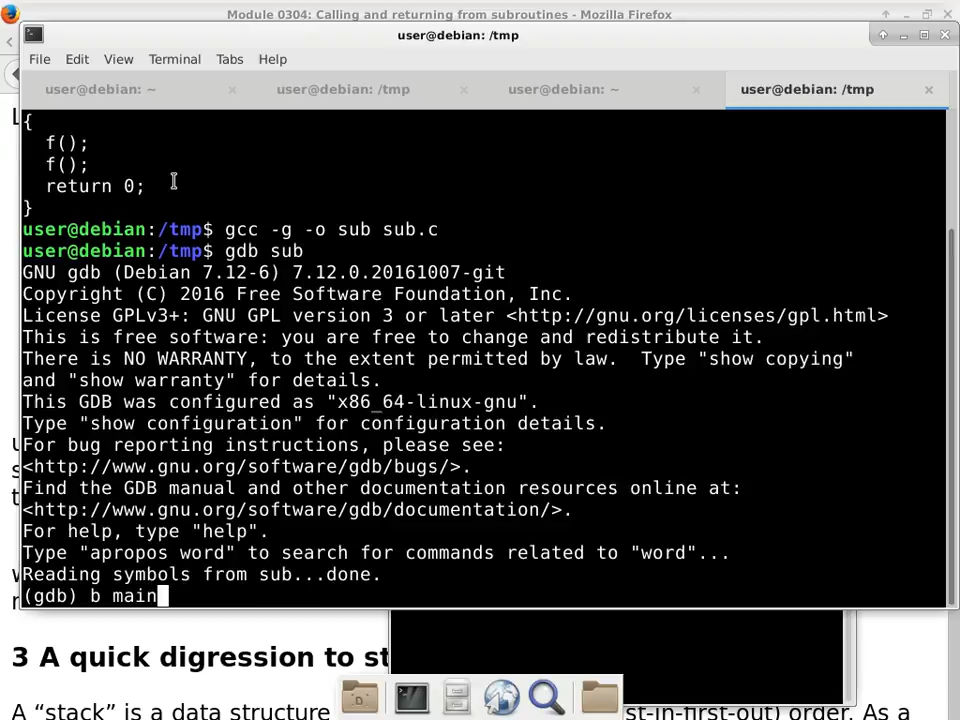 Module 0304: Calling and returning from subroutines - Mozilla Firefox
user@debian: /tmp
File Edit View Terminal Tabs Help
user@debian: ~ × user@debian: /tmp × user@debian: ~ × user@debian: /tmp ×
{
f();
f();
return 0;
}
user@debian:/tmp$ gcc -g -o sub sub.c
user@debian:/tmp$ gdb sub
GNU gdb (Debian 7.12-6) 7.12.0.20161007-git
Copyright (C) 2016 Free Software Foundation, Inc.
License GPLv3+: GNU GPL version 3 or later <http://gnu.org/licenses/gpl.html>
This is free software: you are free to change and redistribute it.
There is NO WARRANTY, to the extent permitted by law.  Type "show copying"
and "show warranty" for details.
This GDB was configured as "x86_64-linux-gnu".
Type "show configuration" for configuration details.
For bug reporting instructions, please see:
<http://www.gnu.org/software/gdb/bugs/>.
Find the GDB manual and other documentation resources online at:
<http://www.gnu.org/software/gdb/documentation/>.
For help, type "help".
Type "apropos word" to search for commands related to "word"...
Reading symbols from sub...done.
(gdb) b main
3 A quick digression to st
A “stack” is a data structure st-in-first-out) order. As a